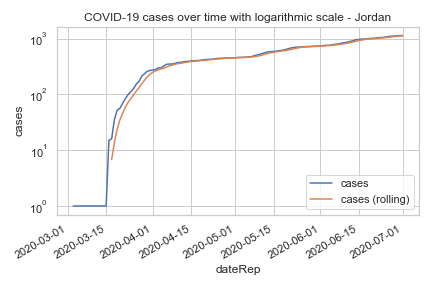 COVID-19 cases over time with logarithmic scale - Jordan
cases
10³
10²
10¹
10⁰
cases
cases (rolling)
2020-03-01
2020-03-15
2020-04-01
2020-04-15
2020-05-01
2020-05-15
2020-06-01
2020-06-15
2020-07-01
dateRep